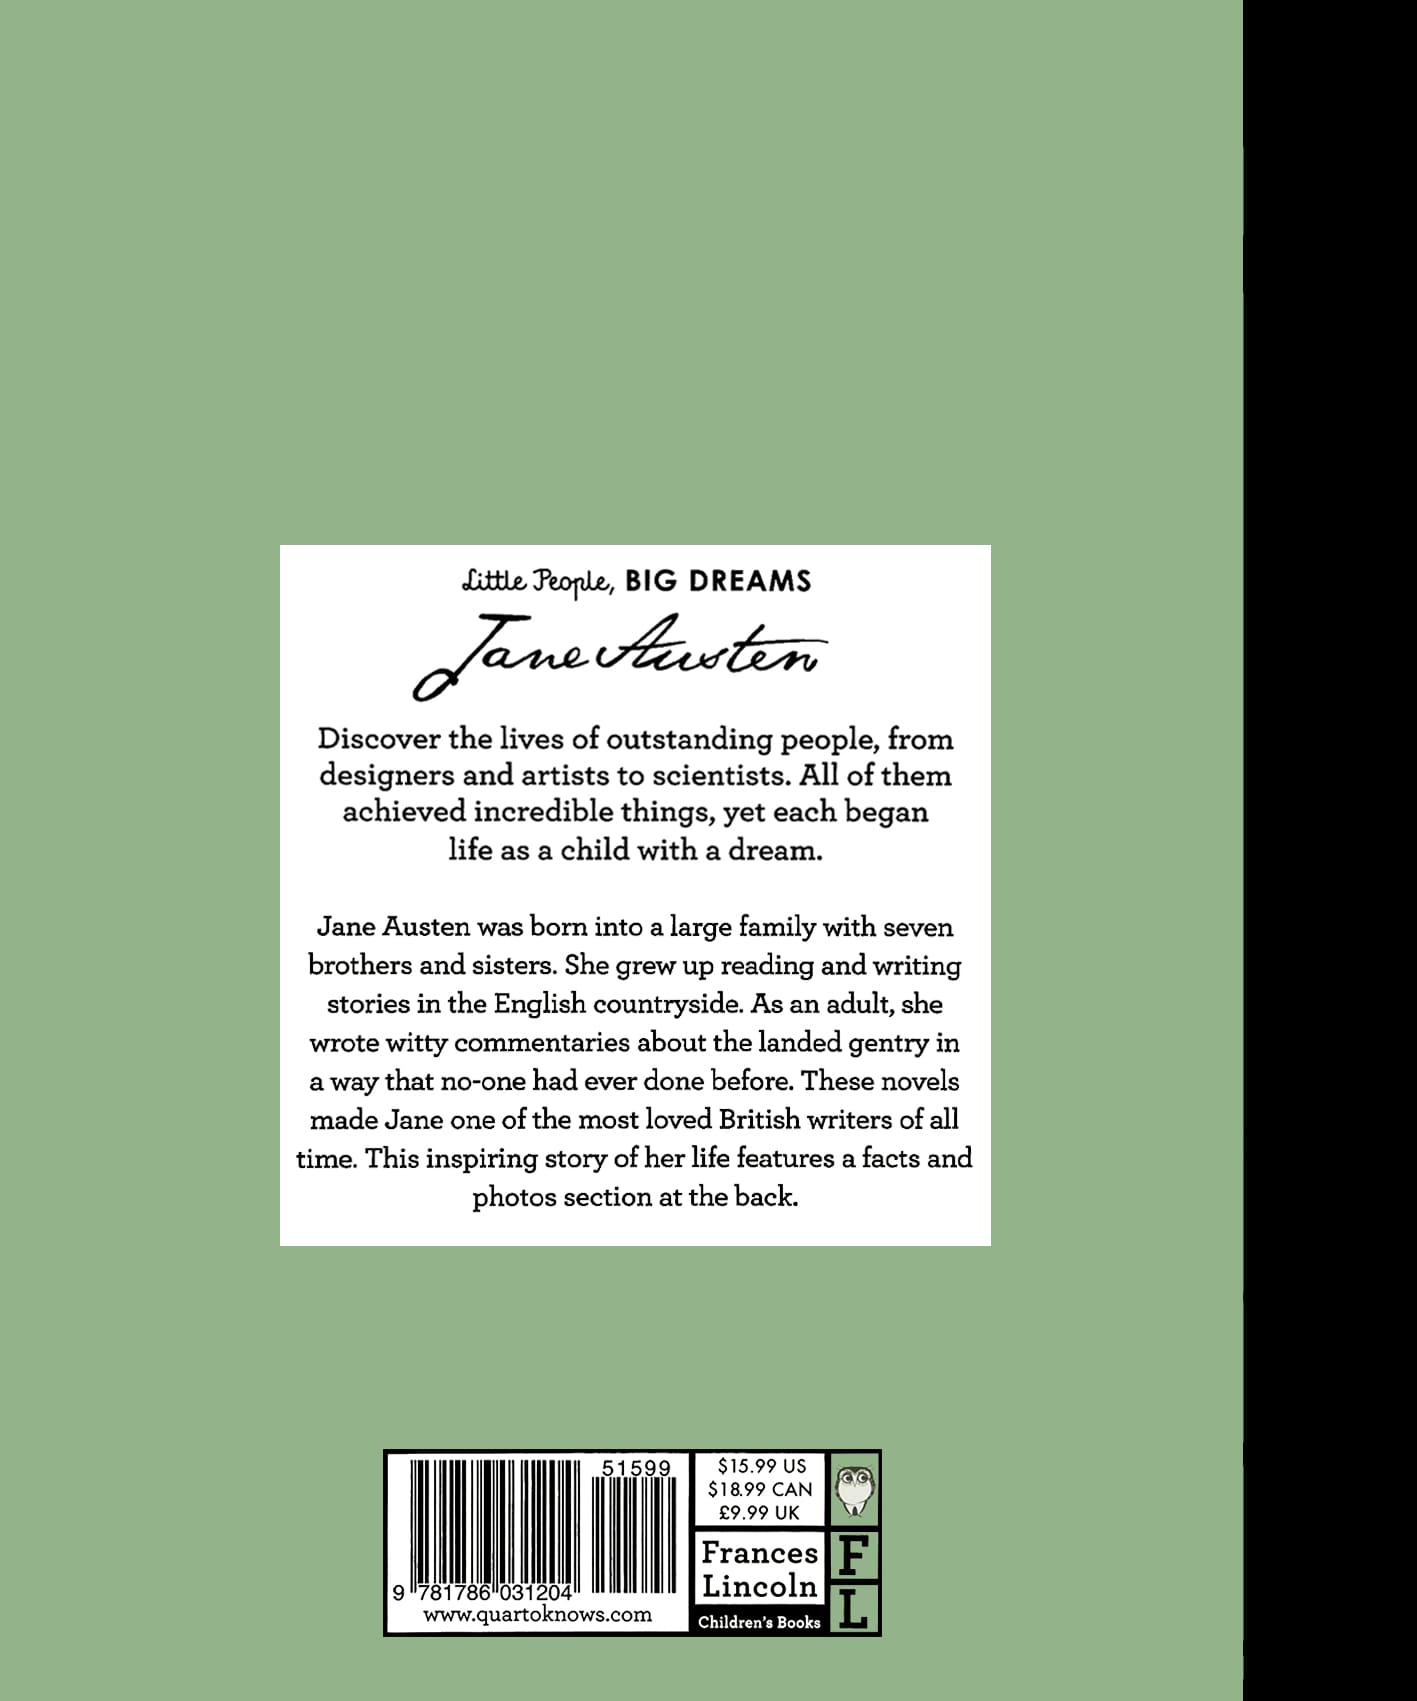 Little People, BIG DREAMS
Jane Austen
Discover the lives of outstanding people, from
designers and artists to scientists. All of them
achieved incredible things, yet each began
life as a child with a dream.
Jane Austen was born into a large family with seven
brothers and sisters. She grew up reading and writing
stories in the English countryside. As an adult, she
wrote witty commentaries about the landed gentry in
a way that no-one had ever done before. These novels
made Jane one of the most loved British writers of all
time. This inspiring story of her life features a facts and
photos section at the back.
51599
9 781786 031204
www.quartoknows.com
$15.99 US
$18.99 CAN
£9.99 UK
Frances
Lincoln
Children's Books
F
L